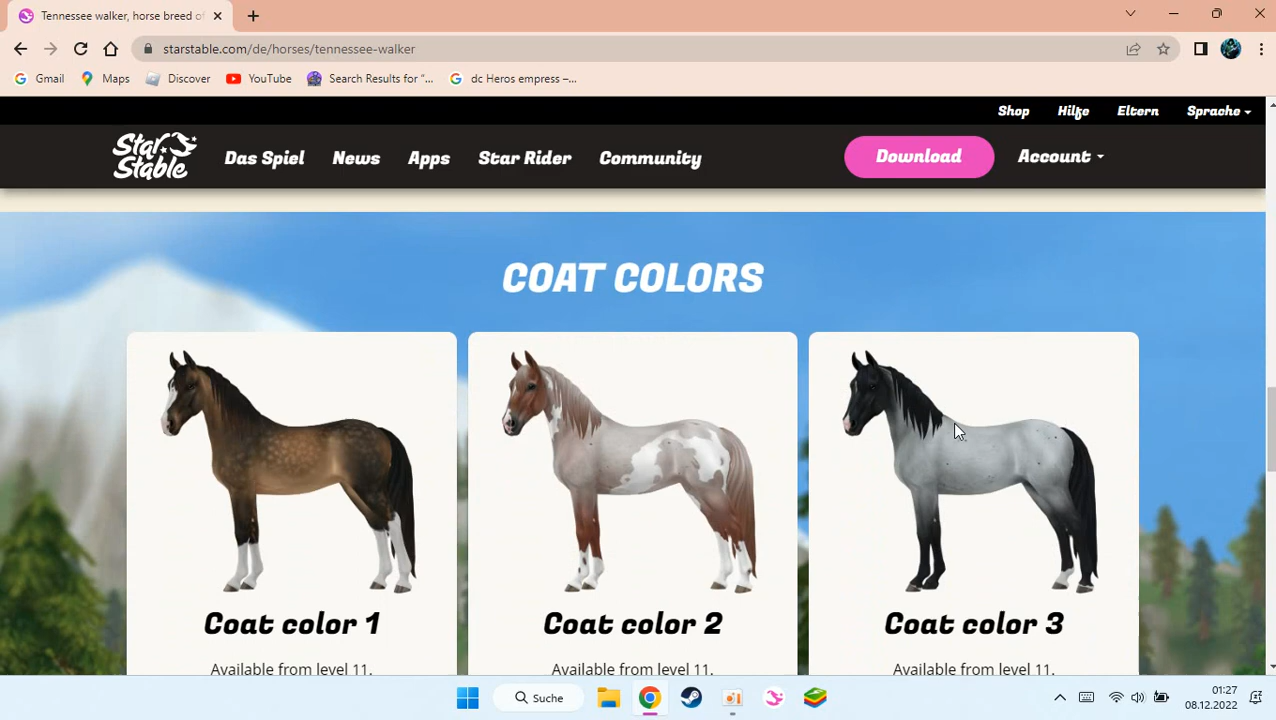 Tennessee walker, horse breed of
starstable.com/de/horses/tennessee-walker
Gmail Maps Discover YouTube Search Results for "... dc Heros empress –...
Shop Hilfe Eltern Sprache
Star Stable
Das Spiel News Apps Star Rider Community Download Account
COAT COLORS
Coat color 1 Coat color 2 Coat color 3
Available from level 11. Available from level 11. Available from level 11.
Suche
01:27
08.12.2022